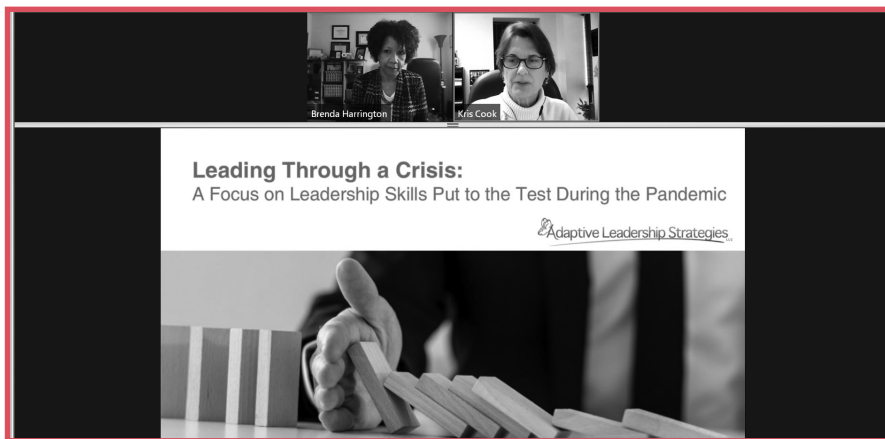 Brenda Harrington
Kris Cook
Leading Through a Crisis:
A Focus on Leadership Skills Put to the Test During the Pandemic
Adaptive Leadership Strategies